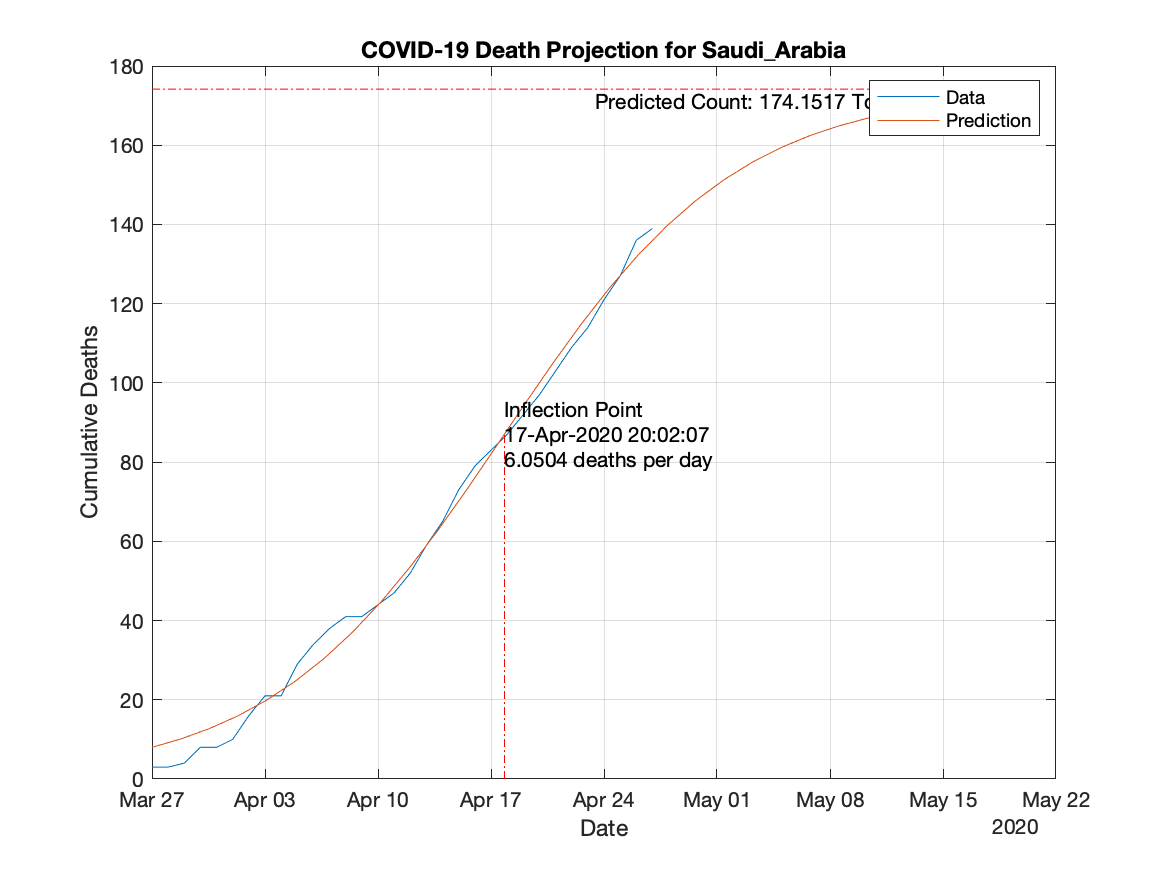 COVID-19 Death Projection for Saudi_Arabia
180
160
140
120
100
80
60
40
20
0
Cumulative Deaths
Predicted Count: 174.1517
Data
Prediction
Inflection Point
17-Apr-2020 20:02:07
6.0504 deaths per day
Mar 27 Apr 03 Apr 10 Apr 17 Apr 24 May 01 May 08 May 15 May 22
Date
2020